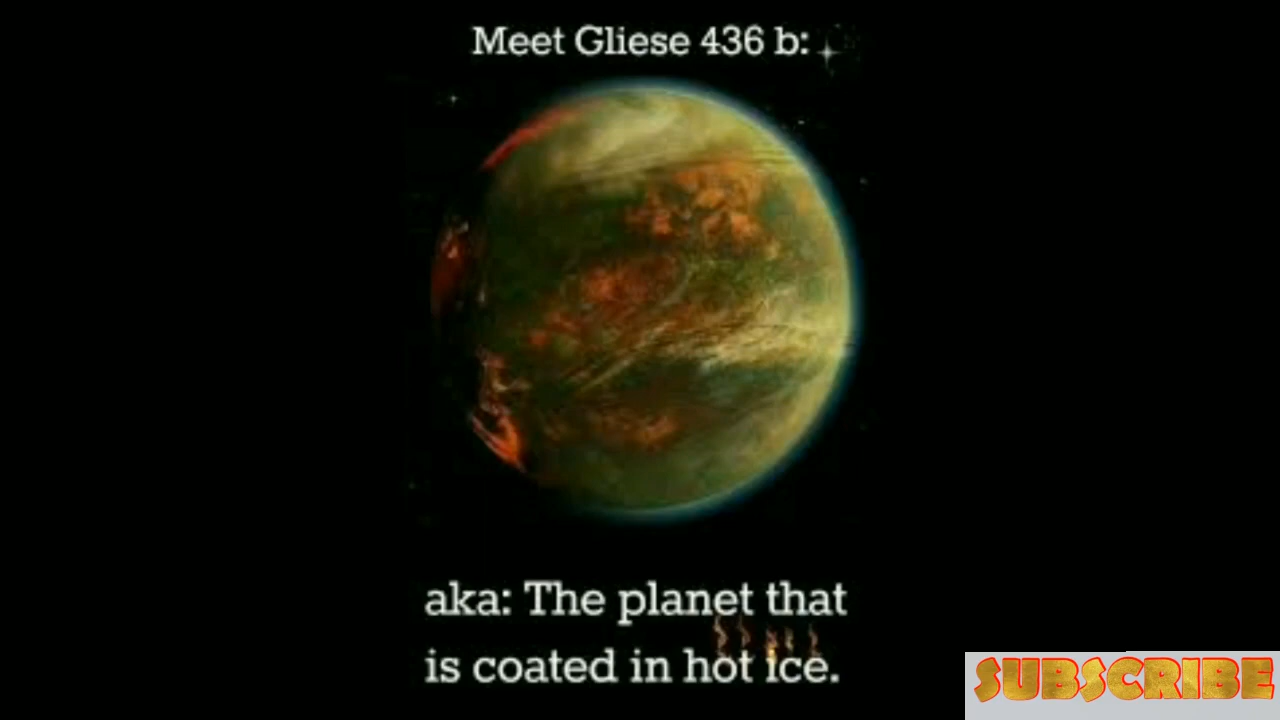 Meet Gliese 436 b:
aka: The planet that
is coated in hot ice.
SUBSCRIBE